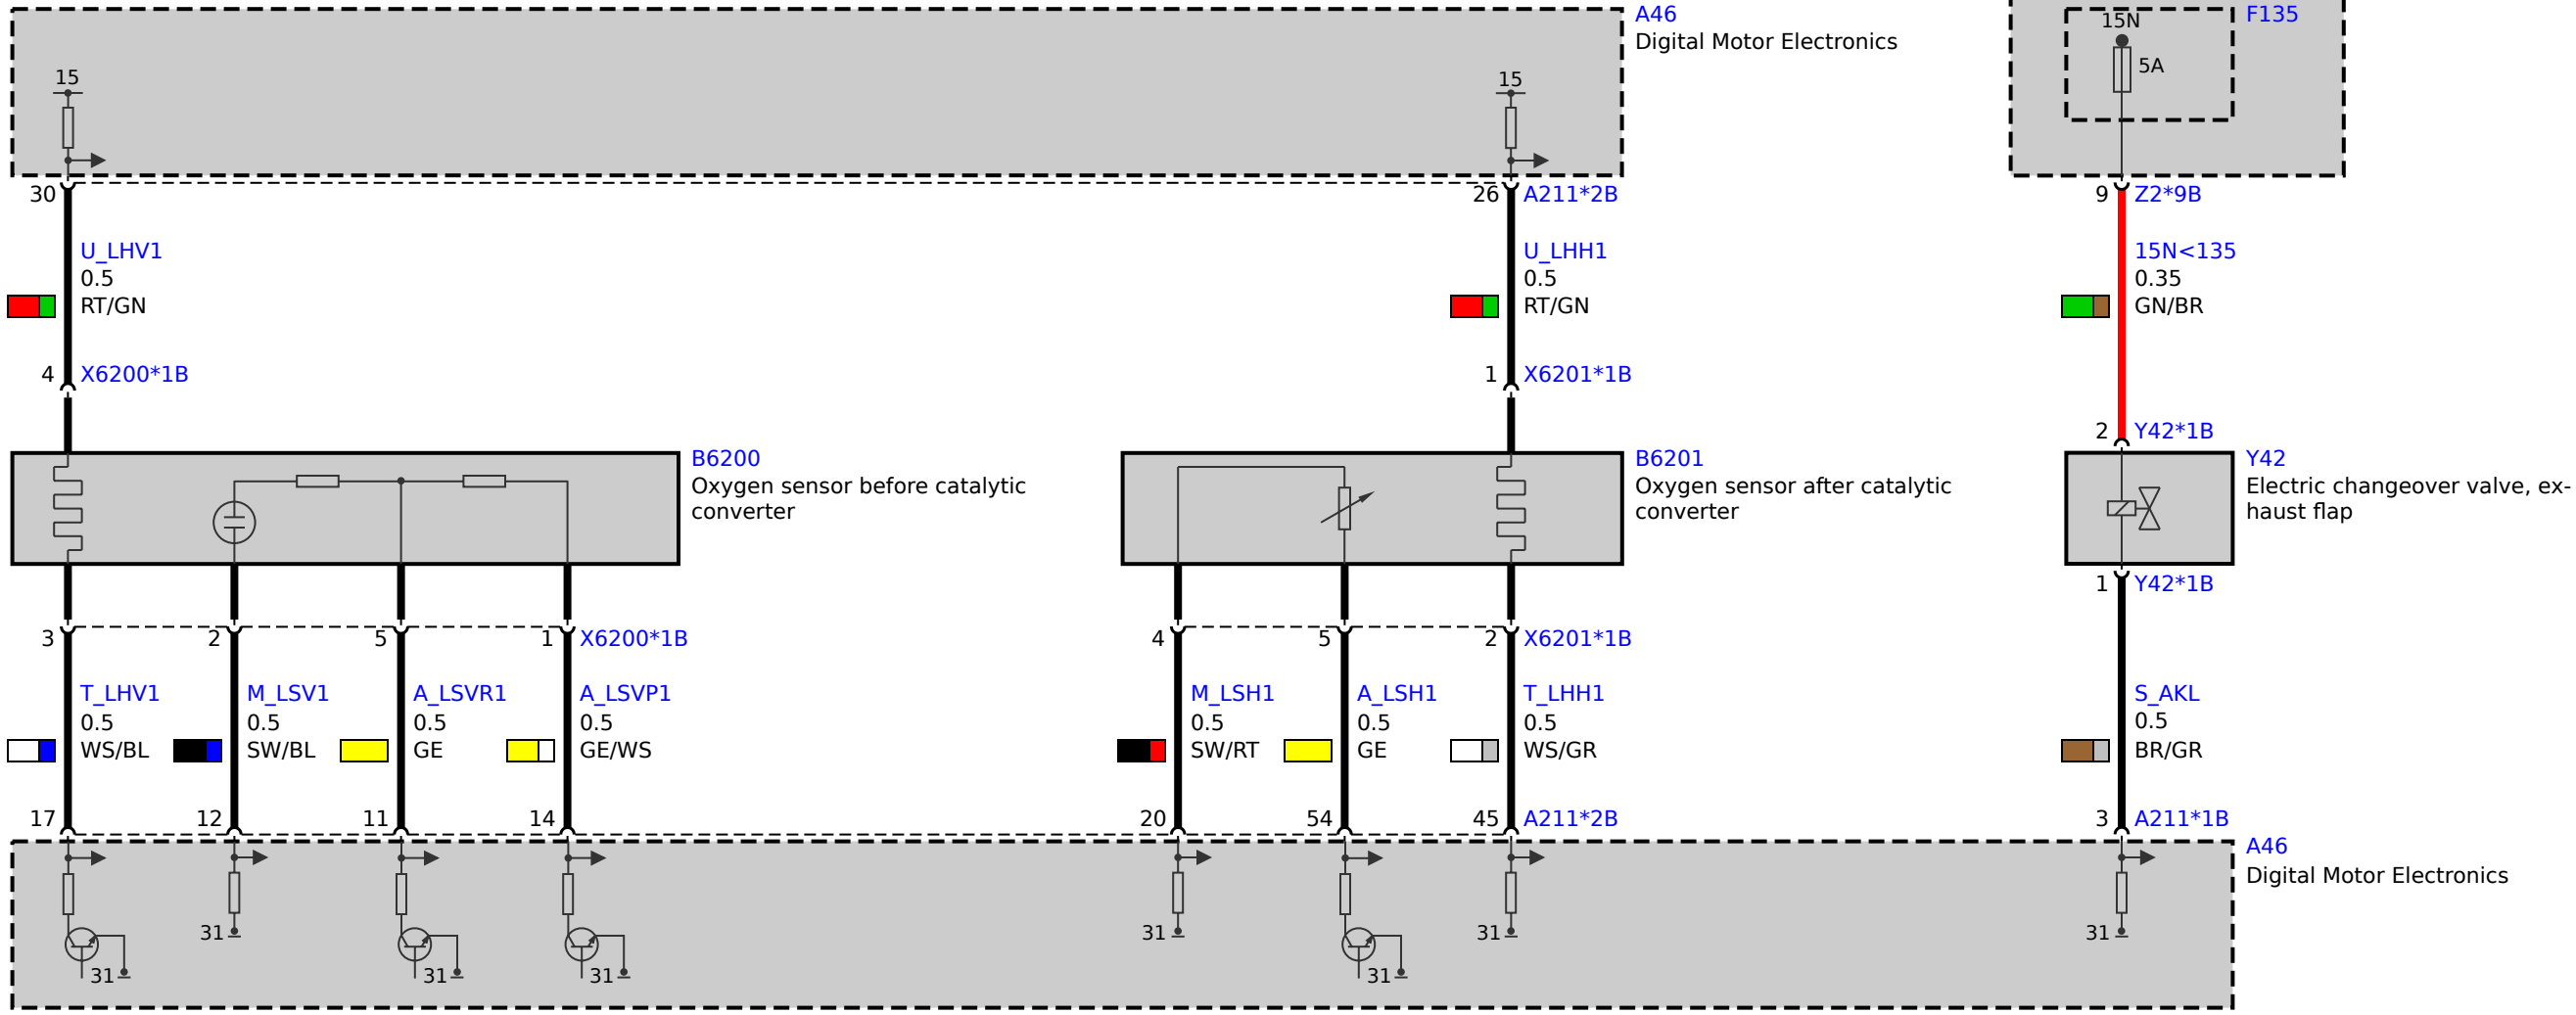 A46
Digital Motor Electronics
15
15
15N
5A
F135
30
26
A211*2B
9
Z2*9B
U_LHV1
0.5
RT/GN
U_LHH1
0.5
RT/GN
15N<135
0.35
GN/BR
4
X6200*1B
1
X6201*1B
2
Y42*1B
B6200
Oxygen sensor before catalytic
converter
B6201
Oxygen sensor after catalytic
converter
Y42
Electric changeover valve, ex-
haust flap
1
Y42*1B
3
2
5
1
X6200*1B
4
5
2
X6201*1B
T_LHV1
0.5
WS/BL
M_LSV1
0.5
SW/BL
A_LSVR1
0.5
GE
A_LSVP1
0.5
GE/WS
M_LSH1
0.5
SW/RT
A_LSH1
0.5
GE
T_LHH1
0.5
WS/GR
S_AKL
0.5
BR/GR
17
12
11
14
20
54
45
A211*2B
3
A211*1B
A46
Digital Motor Electronics
31
31
31
31
31
31
31
31